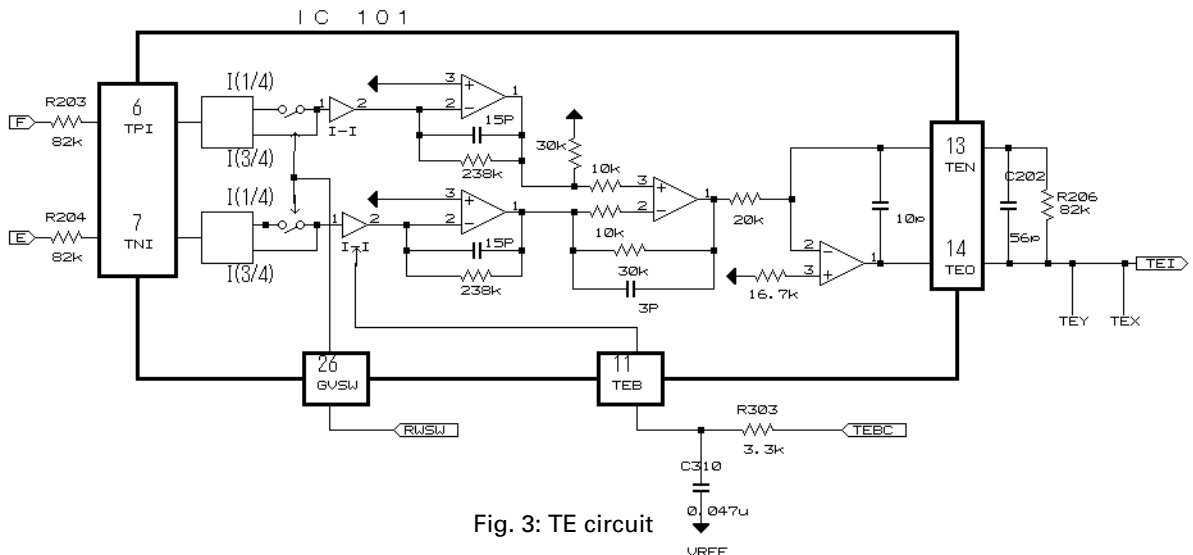 IC 101
I(1/4)
R203
6
3
1
F
TPI
1
2
2
82k
I-I
15P
I(3/4)
30k
238k
10k
13
I(1/4)
3
TEN
C202
R204
7
3
1
1
R206
E
TNI
1
2
2
2
20k
10p
82k
82k
I-I
15P
10k
2
14
56p
I(3/4)
30k
1
TEO
TEI
238k
3
16.7k
3P
TEY
TEX
26
11
GVSW
TEB
R303
RWSW
TEBC
3.3k
C310
0.047u
Fig. 3: TE circuit
VREF